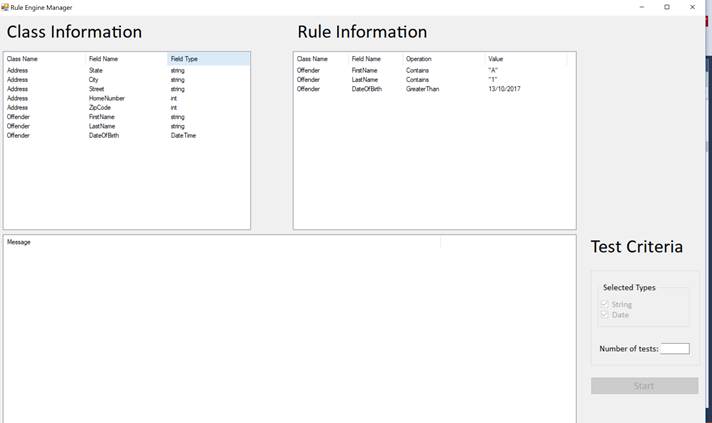 Rule Engine Manager
Class Information
Class Name Field Name Field Type
Address State string
Address City string
Address Street string
Address HomeNumber int
Address ZipCode int
Offender FirstName string
Offender LastName string
Offender DateOfBirth DateTime
Rule Information
Class Name Field Name Operation Value
Offender FirstName Contains "A"
Offender LastName Contains "1"
Offender DateOfBirth GreaterThan 13/10/2017
Message
Test Criteria
Selected Types
String
Date
Number of tests:
Start